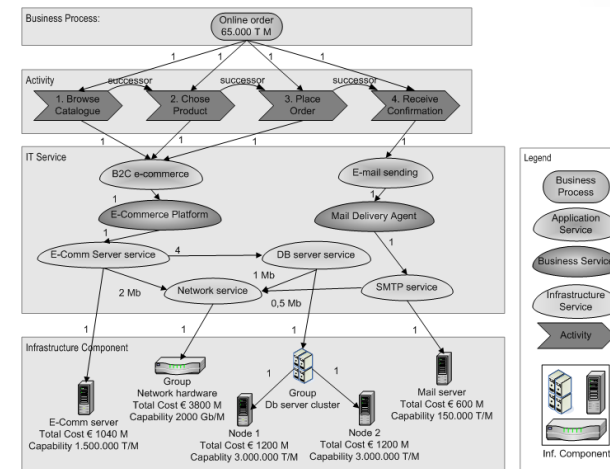 Business Process:
Online order
65.000 T M
1
1
1
1
Activity
successor
successor
successor
1. Browse
Catalogue
2. Chose
Product
3. Place
Order
4. Receive
Confirmation
1
1
1
1
IT Service
B2C e-commerce
E-mail sending
1
1
E-Commerce Platform
Mail Delivery Agent
1
1
E-Comm Server service
4
DB server service
1 Mb
2 Mb
Network service
0,5 Mb
SMTP service
1
1
1
1
Infrastructure Component
1
1
Group
Network hardware
Total Cost € 3800 M
Capability 2000 Gb/M
Group
Db server cluster
Mail server
Total Cost € 600 M
Capability 150.000 T/M
E-Comm server
Total Cost € 1040 M
Capability 1.500.000 T/M
Node 1
Total Cost € 1200 M
Capability 3.000.000 T/M
Node 2
Total Cost € 1200 M
Capability 3.000.000 T/M
Legend
Business
Process
Application
Service
Business Service
Infrastructure
Service
Activity
Inf. Component